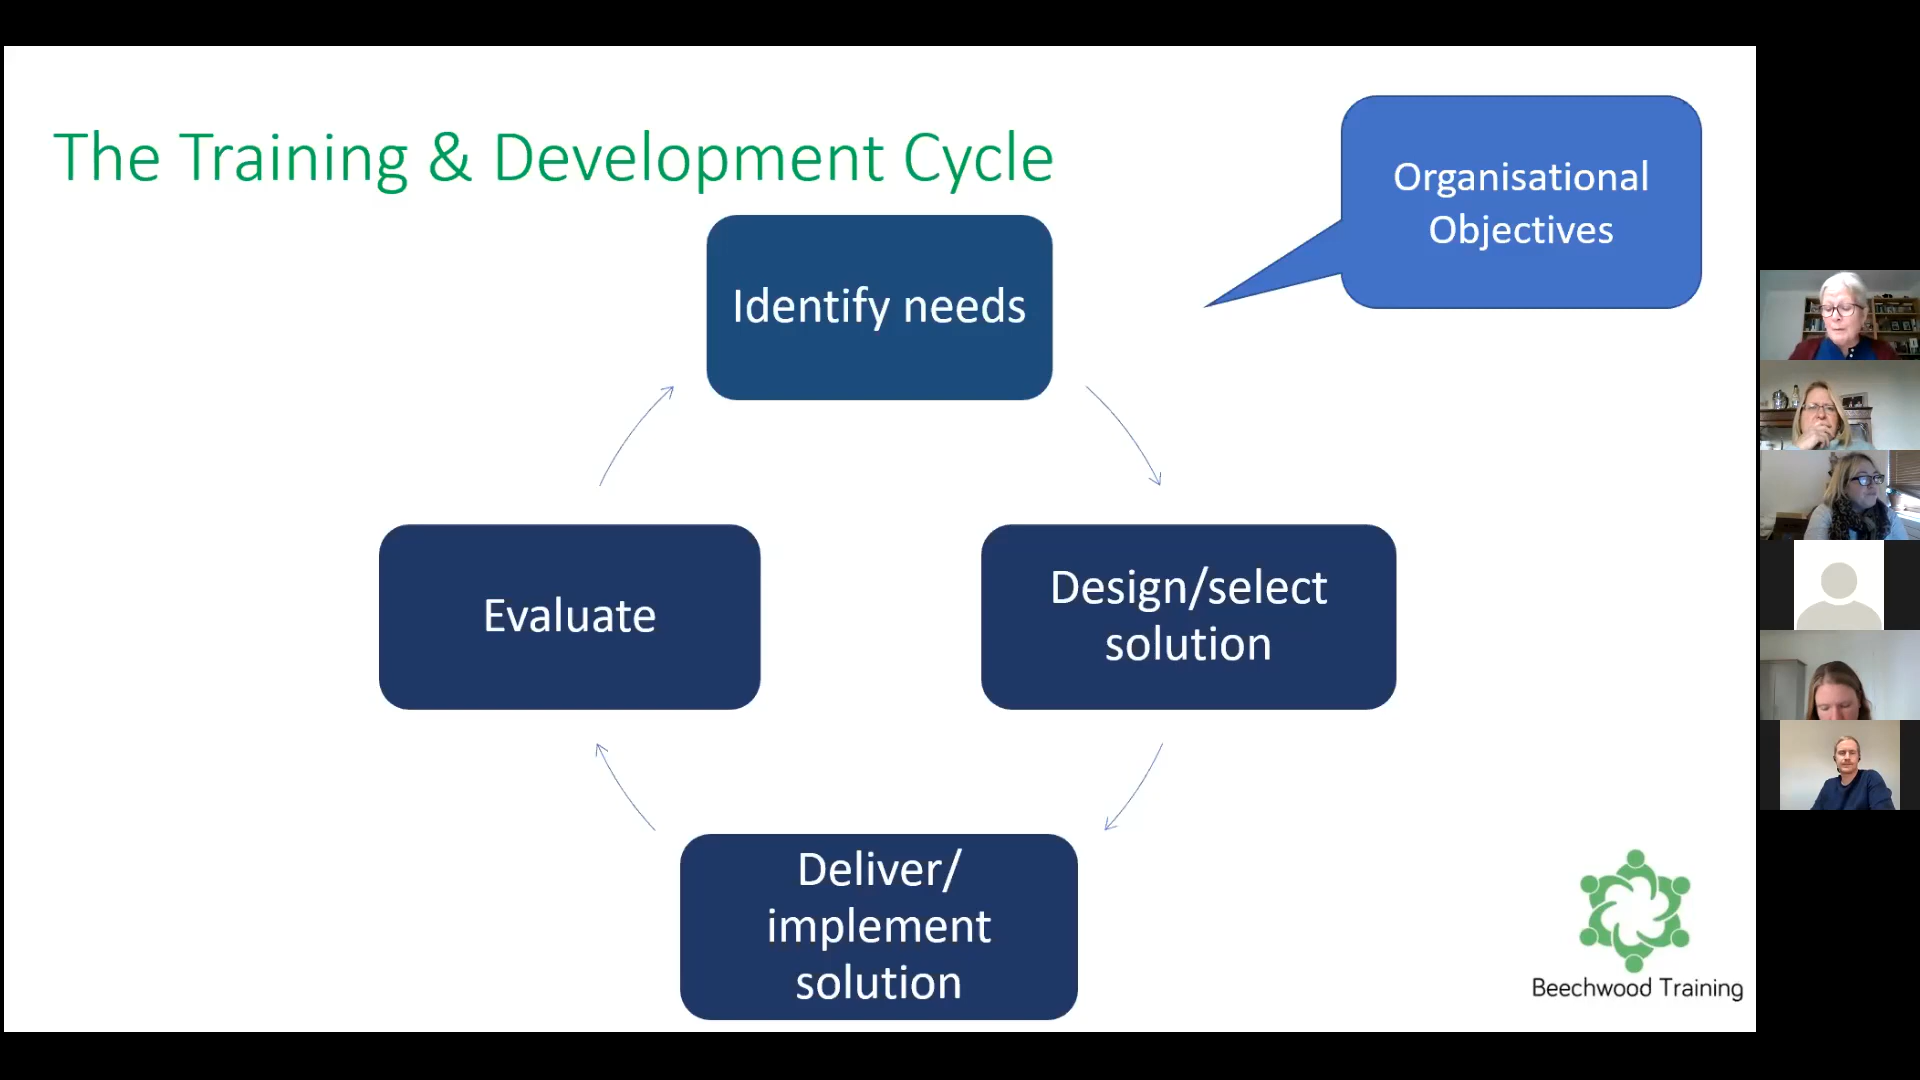 The Training & Development Cycle
Organisational
Objectives
Identify needs
Design/select
solution
Deliver/
implement
solution
Evaluate
Beechwood Training